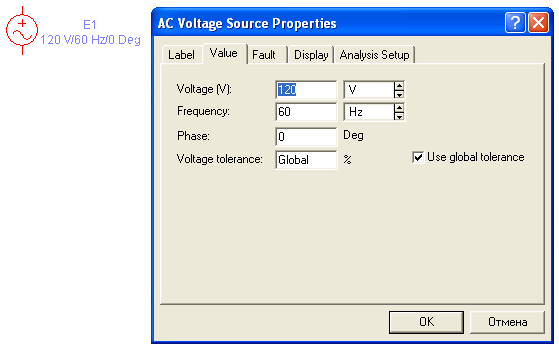 E1
120 V/60 Hz/0 Deg
AC Voltage Source Properties
Label Value Fault Display Analysis Setup
Voltage (V): 120 V
Frequency: 60 Hz
Phase: 0 Deg
Voltage tolerance: Global % Use global tolerance
OK Отмена